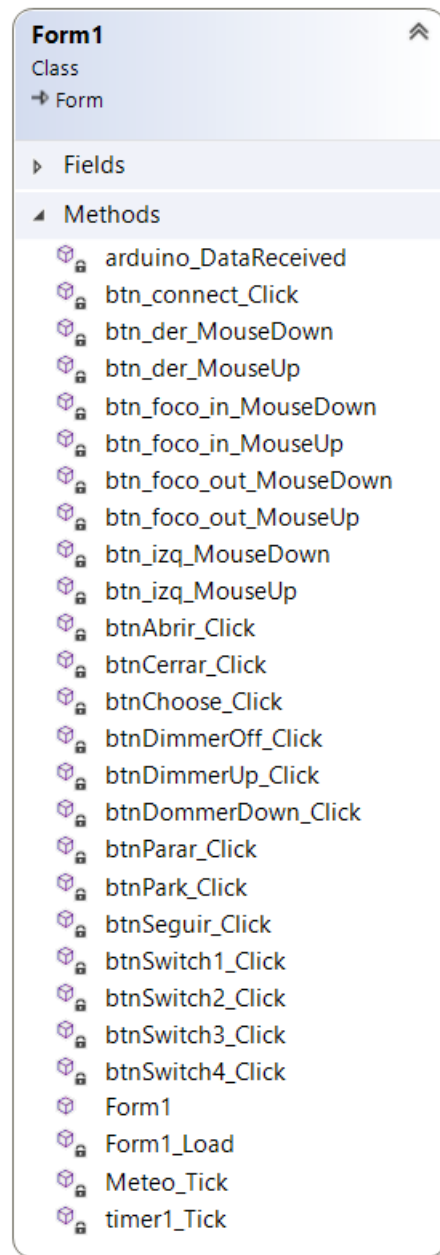 Form1
Class
Form
Fields
Methods
arduino_DataReceived
btn_connect_Click
btn_der_MouseDown
btn_der_MouseUp
btn_foco_in_MouseDown
btn_foco_in_MouseUp
btn_foco_out_MouseDown
btn_foco_out_MouseUp
btn_izq_MouseDown
btn_izq_MouseUp
btnAbrir_Click
btnCerrar_Click
btnChoose_Click
btnDimmerOff_Click
btnDimmerUp_Click
btnDommerDown_Click
btnParar_Click
btnPark_Click
btnSeguir_Click
btnSwitch1_Click
btnSwitch2_Click
btnSwitch3_Click
btnSwitch4_Click
Form1
Form1_Load
Meteo_Tick
timer1_Tick